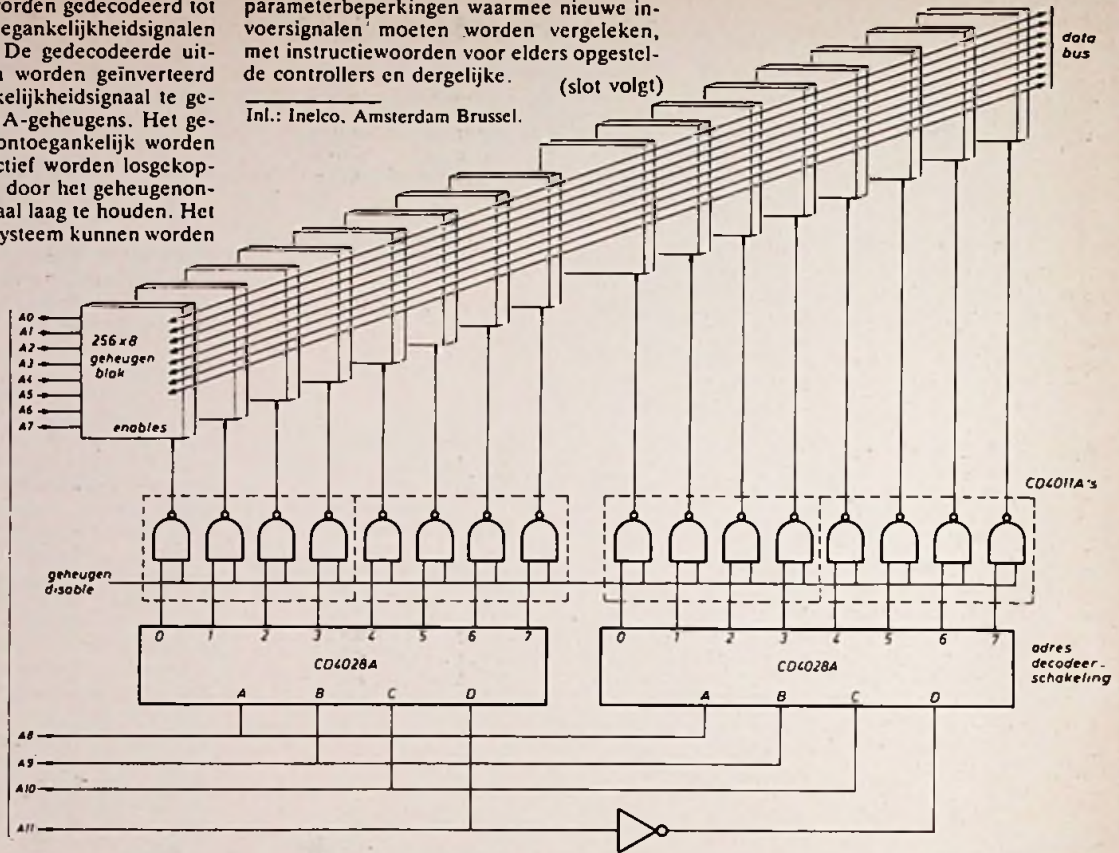 orden gedecodeerd tot
egankelijkheidsignalen
De gedecodeerde uit-
worden geïnverteerd
kelijkheidsignaal te ge-
A-geheugens. Het ge-
ontoegankelijk worden
ctief worden losgekop-
door het geheugenon-
aal laag te houden. Het
ysteem kunnen worden
parameterbeperkingen waarmee nieuwe in-
voersignalen moeten worden vergeleken,
met instructiewoorden voor elders opgestel-
de controllers en dergelijke.
(slot volgt)
Inl.: Inelco, Amsterdam Brussel.
data
bus
A0
A1
A2
A3
A4
A5
A6
A7
256 x 8
geheugen
blok
enables
CD4011A's
geheugen
disable
0 1 2 3 4 5 6 7
CD4028A
A B C D
0 1 2 3 4 5 6 7
CD4028A
A B C D
adres
decodeer-
schakeling
A8
A9
A10
A11